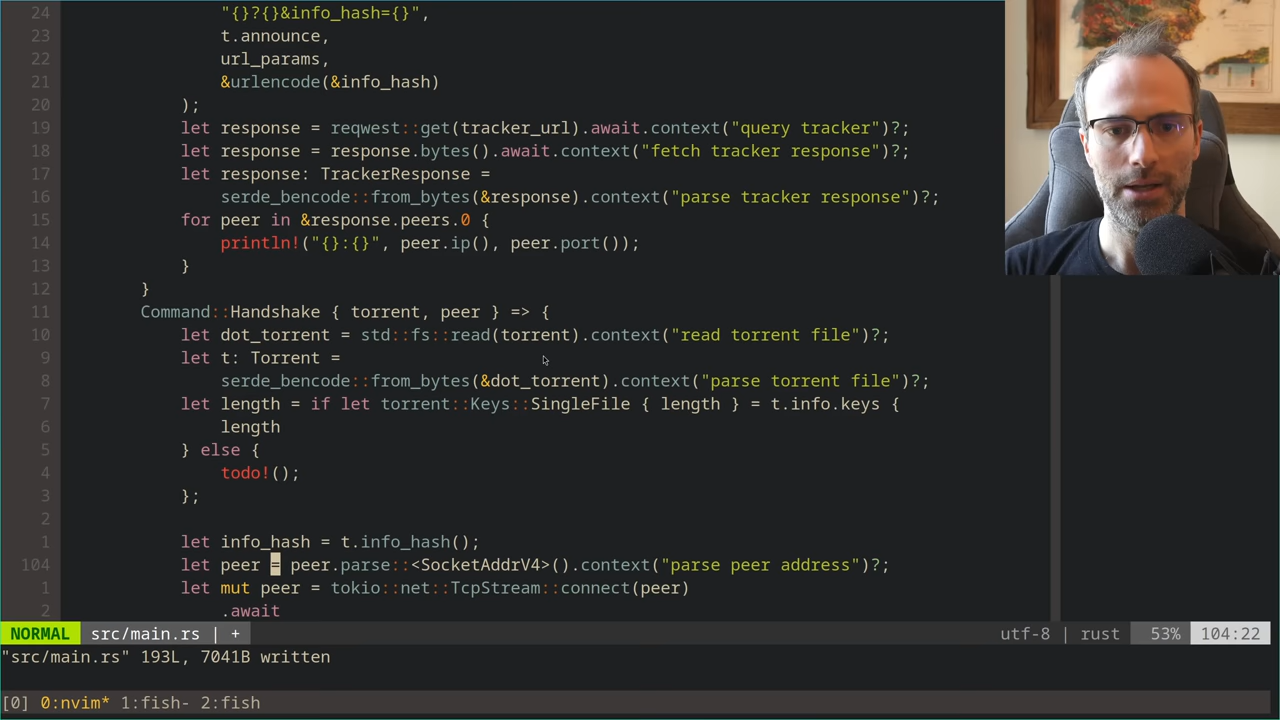 24 "{}?{}&info_hash={}",
23 t.announce,
22 url_params,
21 &urlencode(&info_hash)
20 );
19 let response = reqwest::get(tracker_url).await.context("query tracker")?;
18 let response = response.bytes().await.context("fetch tracker response")?;
17 let response: TrackerResponse =
16 serde_bencode::from_bytes(&response).context("parse tracker response")?;
15 for peer in &response.peers.0 {
14 println!("{}:{}", peer.ip(), peer.port());
13 }
12 }
11 Command::Handshake { torrent, peer } => {
10 let dot_torrent = std::fs::read(torrent).context("read torrent file")?;
9 let t: Torrent =
8 serde_bencode::from_bytes(&dot_torrent).context("parse torrent file")?;
7 let length = if let torrent::Keys::SingleFile { length } = t.info.keys {
6 length
5 } else {
4 todo!();
3 };
2
1 let info_hash = t.info_hash();
104 let peer = peer.parse::<SocketAddrV4>().context("parse peer address")?;
1 let mut peer = tokio::net::TcpStream::connect(peer)
2 .await
NORMAL src/main.rs | + utf-8 | rust 53% 104:22
"src/main.rs" 193L, 7041B written
[0] 0:nvim* 1:fish- 2:fish